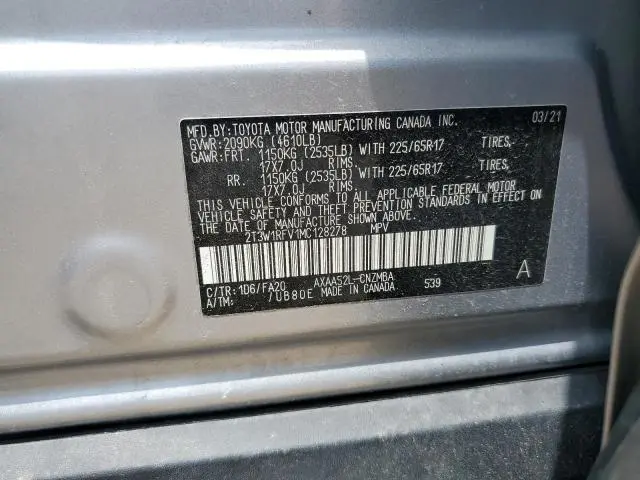 MFD.BY:TOYOTA MOTOR MANUFACTURING CANADA INC. 03/21
GVWR: 2090KG (4610LB)
GAWR:FRT. 1150KG (2535LB) WITH 225/65R17 TIRES,
17X7.0J RIMS
RR. 1150KG (2535LB) WITH 225/65R17 TIRES,
17X7.0J RIMS
THIS VEHICLE CONFORMS TO ALL APPLICABLE FEDERAL MOTOR
VEHICLE SAFETY AND THEFT PREVENTION STANDARDS IN EFFECT ON
THE DATE OF MANUFACTURE SHOWN ABOVE.
2T3W1RFV1MC128278 MPV
C/TR: 1D6/FA20 AXAA52L-CNZMBA A
A/TM: /UB80E MADE IN CANADA 539